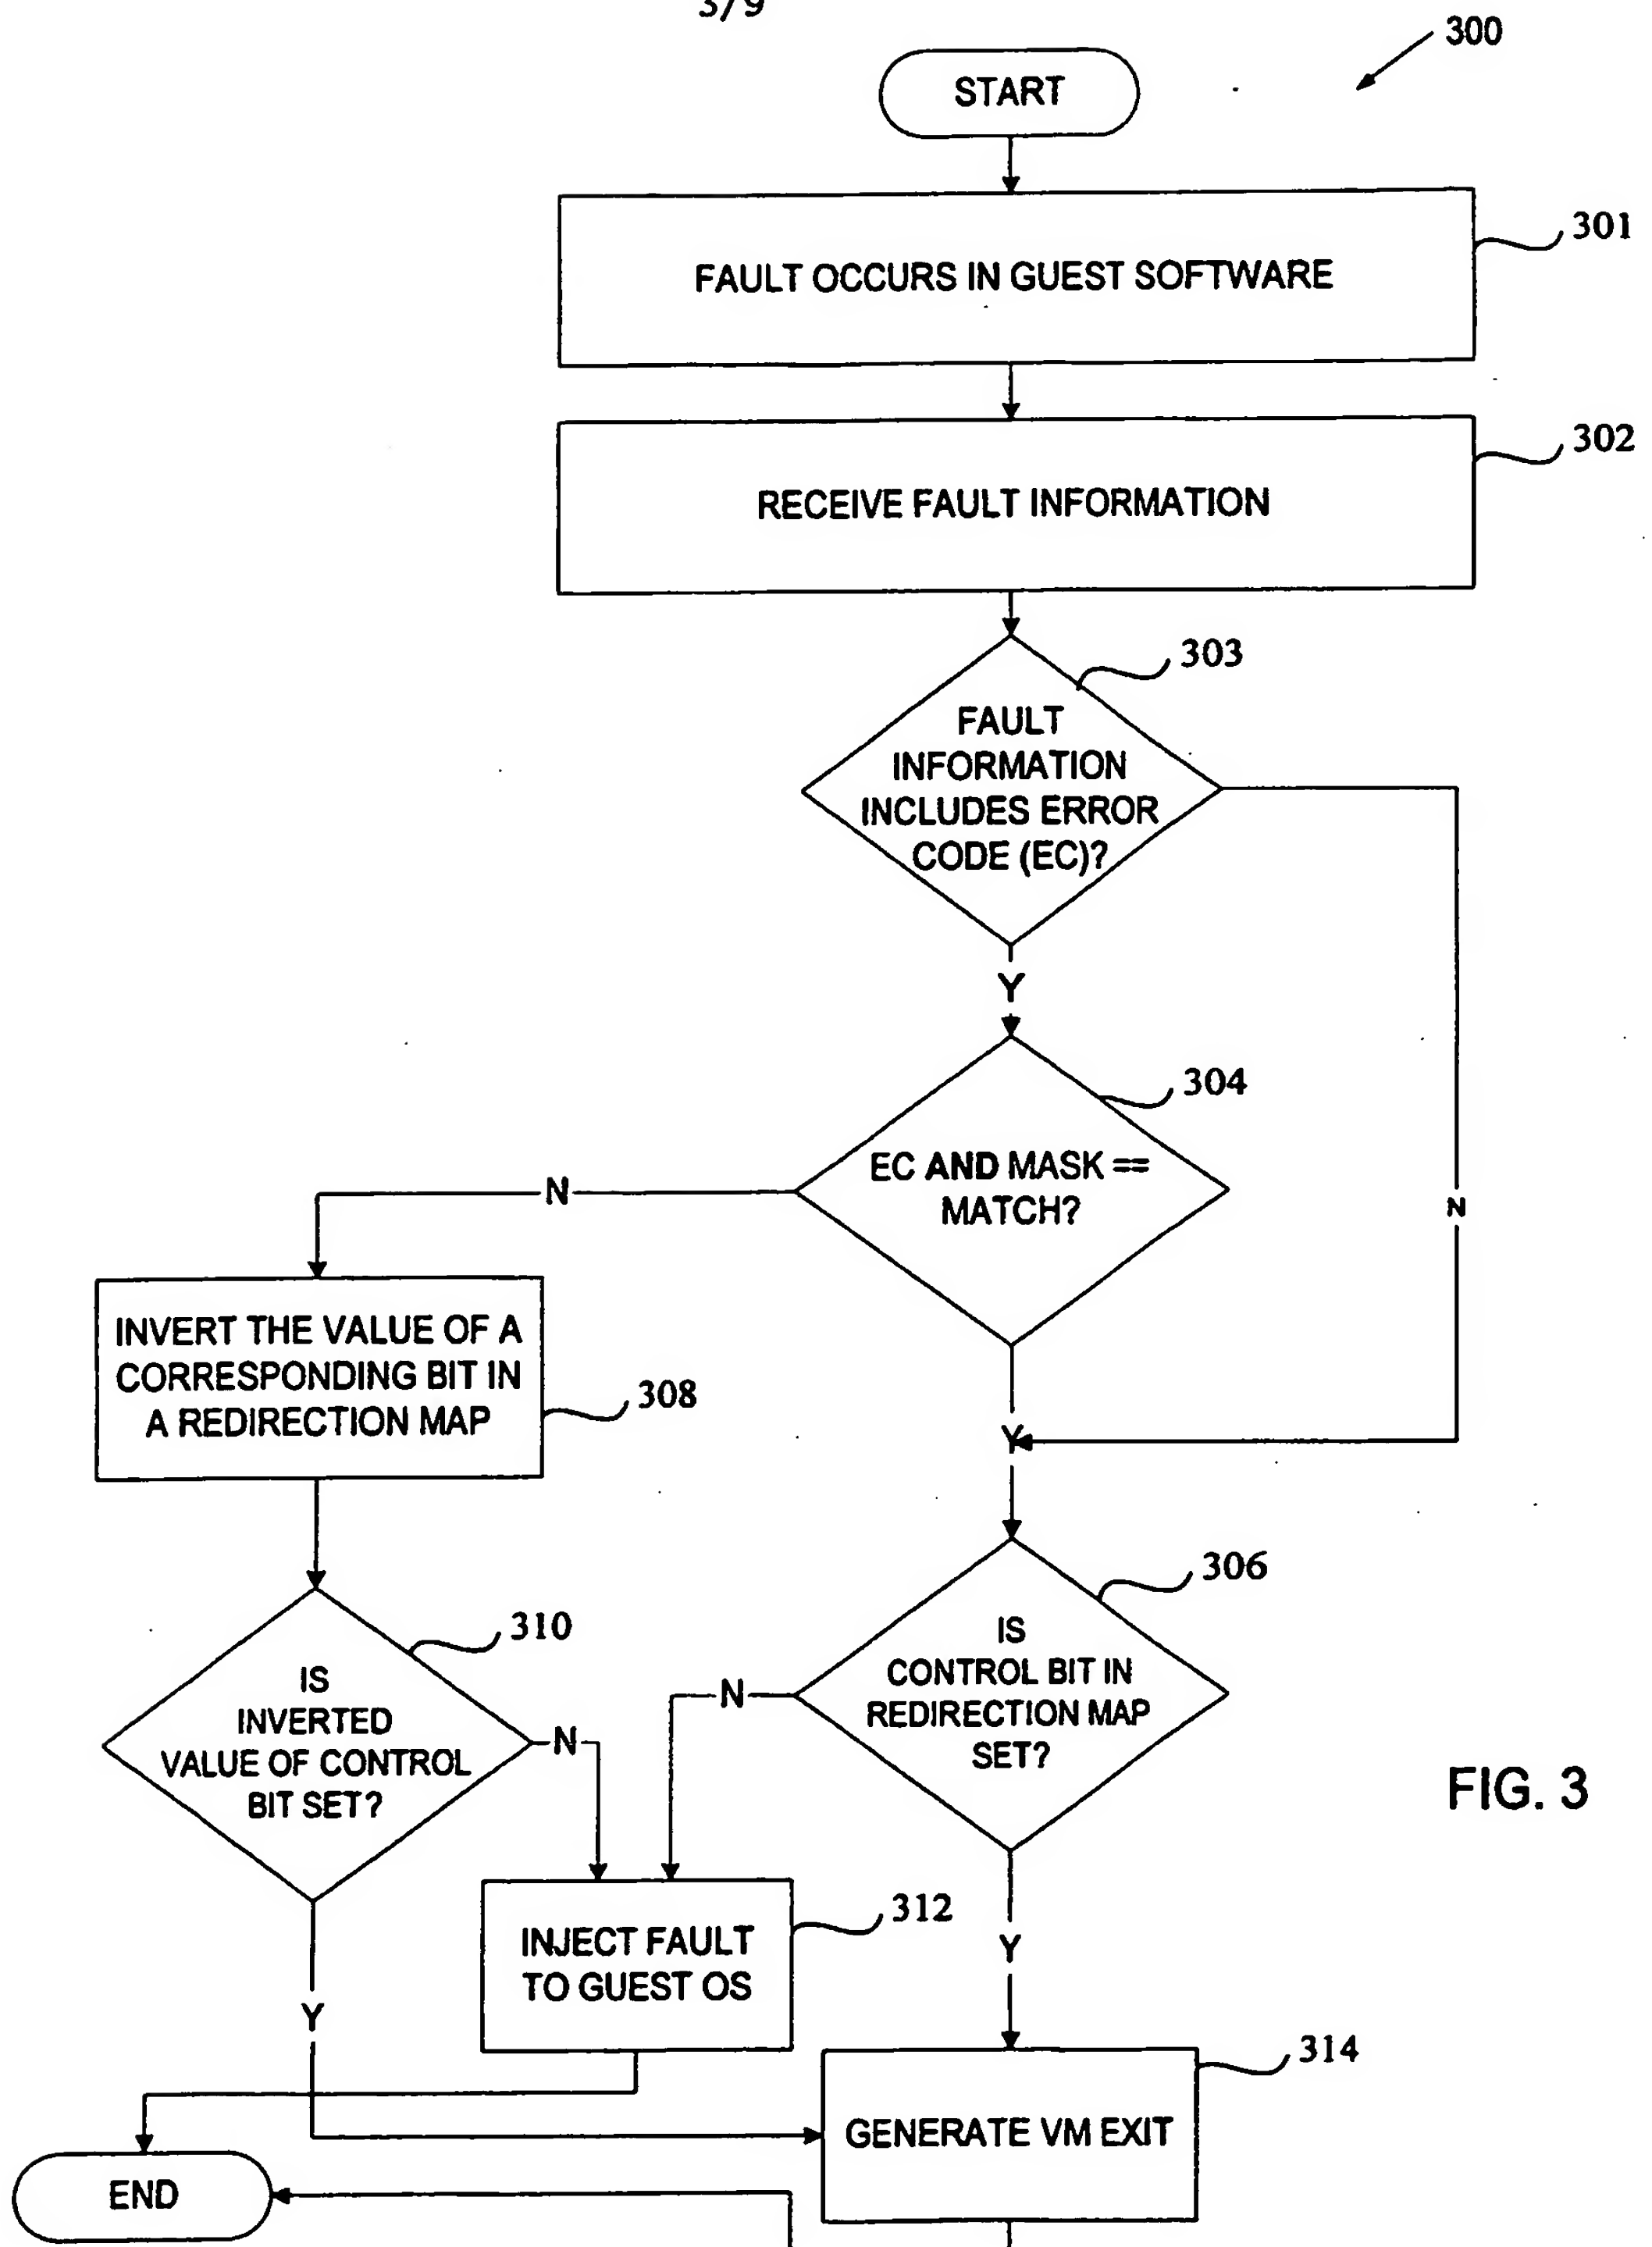 3/9
300
START
301
FAULT OCCURS IN GUEST SOFTWARE
302
RECEIVE FAULT INFORMATION
303
FAULT
INFORMATION
INCLUDES ERROR
CODE (EC)?
Y
304
EC AND MASK ==
MATCH?
N
N
INVERT THE VALUE OF A
CORRESPONDING BIT IN
A REDIRECTION MAP
308
Y
306
310
IS
CONTROL BIT IN
REDIRECTION MAP
SET?
N
IS
INVERTED
VALUE OF CONTROL
BIT SET?
N
FIG. 3
312
INJECT FAULT
TO GUEST OS
Y
Y
314
GENERATE VM EXIT
END